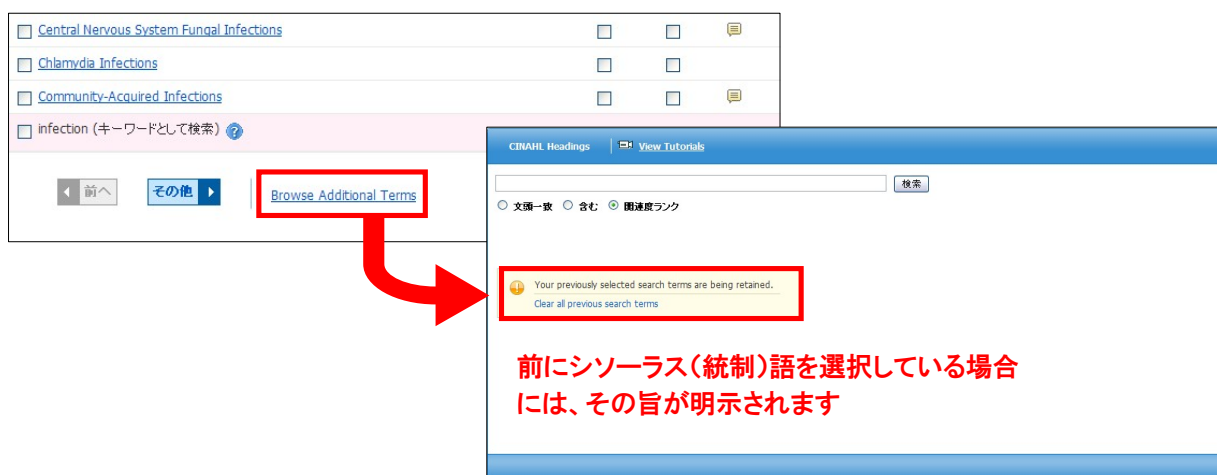 Central Nervous System Fungal Infections
Chlamydia Infections
Community-Acquired Infections
infection (キーワードとして検索)
前へ
その他
Browse Additional Terms
CINAHL Headings
View Tutorials
検索
文頭一致 含む 関連度ランク
Your previously selected search terms are being retained.
Clear all previous search terms
前にシソーラス(統制)語を選択している場合
には、その旨が明示されます